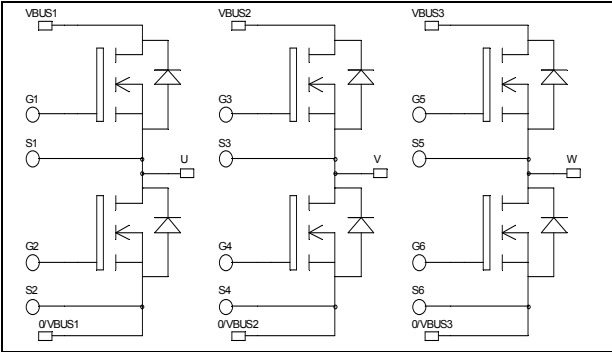 VBUS1 VBUS2 VBUS3
G1 G3 G5
S1 S3 S5
U V W
G2 G4 G6
S2 S4 S6
0/VBUS1 0/VBUS2 0/VBUS3